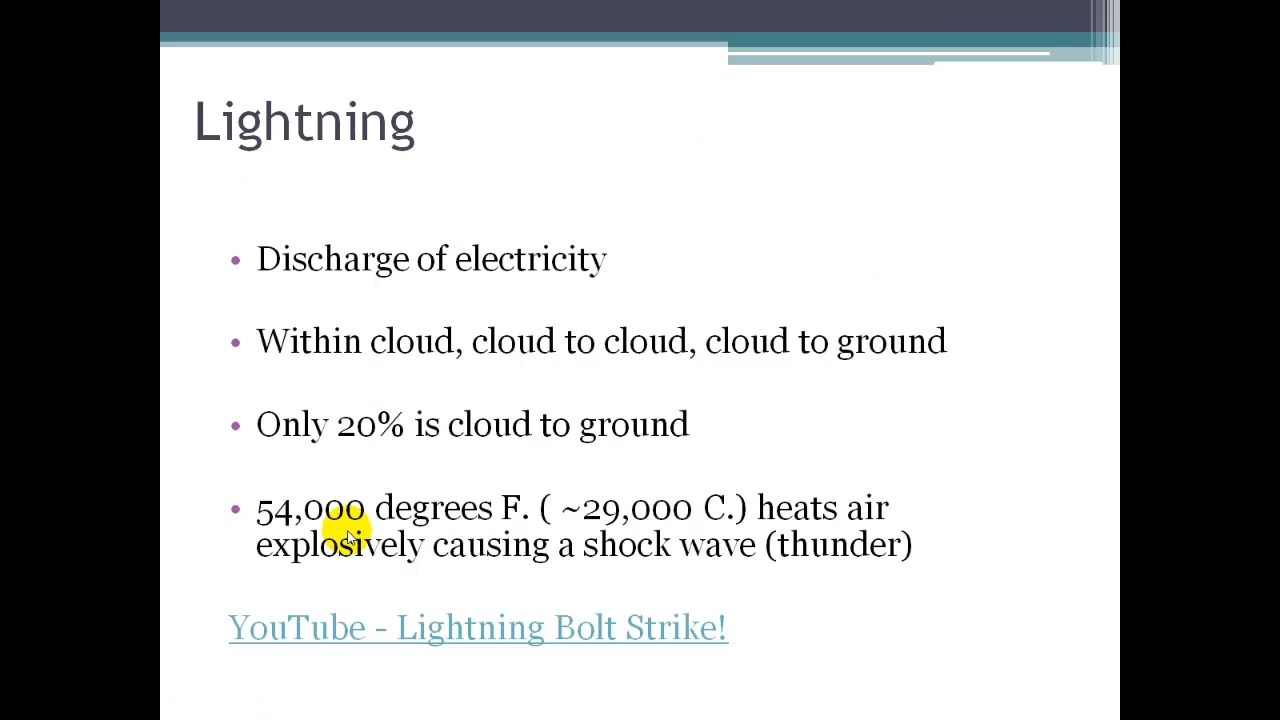 Lightning
• Discharge of electricity
• Within cloud, cloud to cloud, cloud to ground
• Only 20% is cloud to ground
• 54,000 degrees F. ( ~29,000 C.) heats air
explosively causing a shock wave (thunder)
YouTube - Lightning Bolt Strike!